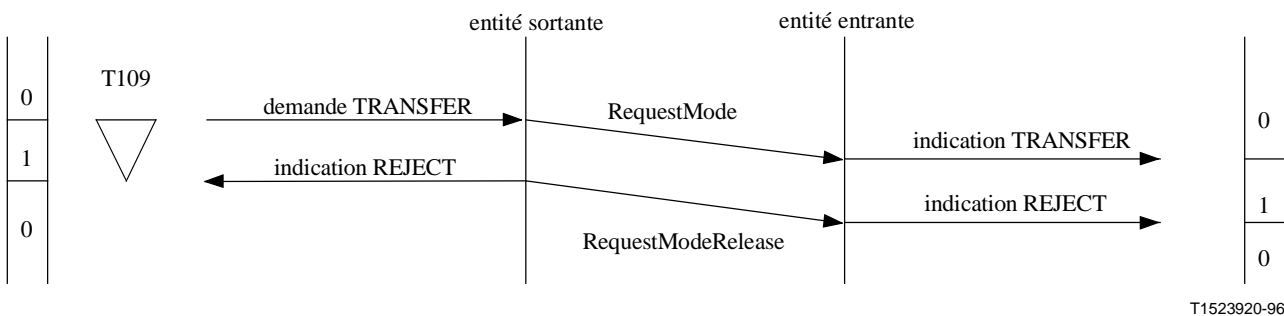 entité sortante
entité entrante
T109
0
demande TRANSFER
RequestMode
0
1
indication REJECT
indication TRANSFER
0
RequestModeRelease
indication REJECT
1
0
T1523920-96